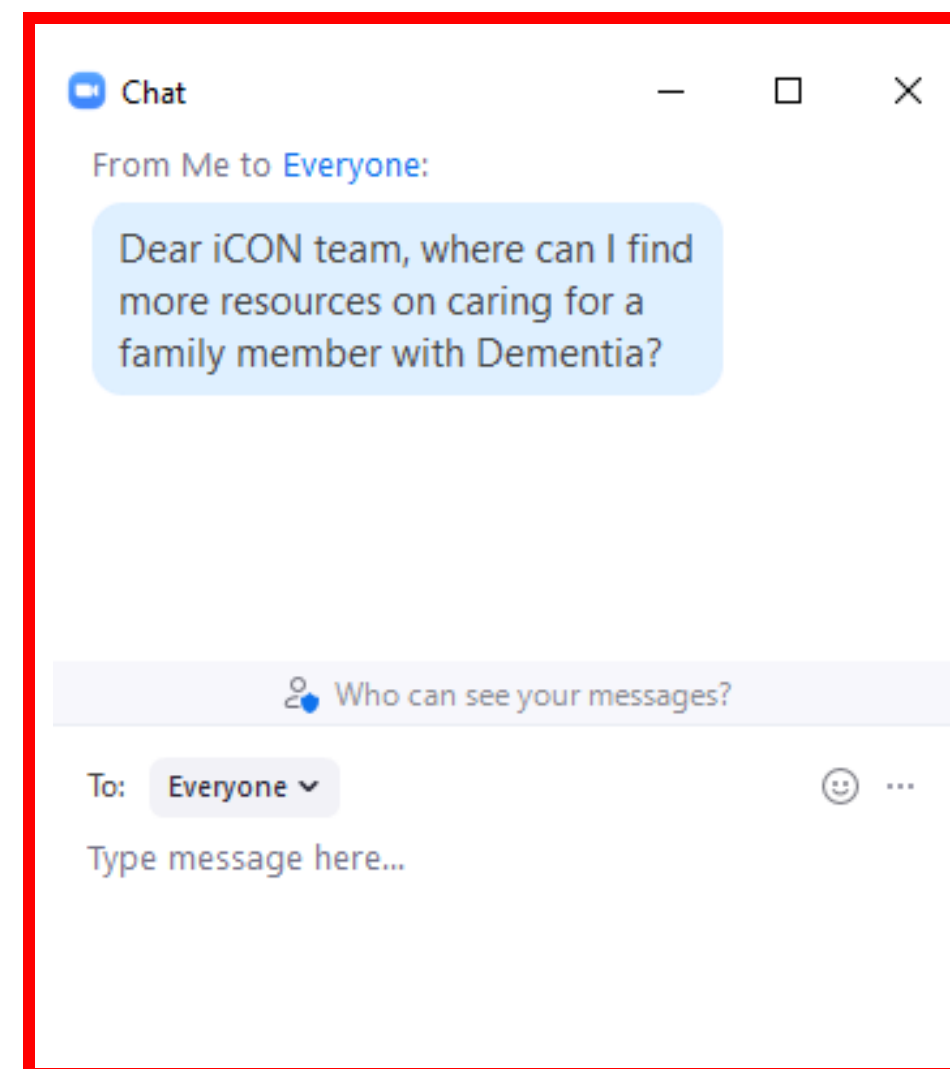 Chat
From Me to Everyone:
Dear iCON team, where can I find
more resources on caring for a
family member with Dementia?
Who can see your messages?
To: Everyone
Type message here...